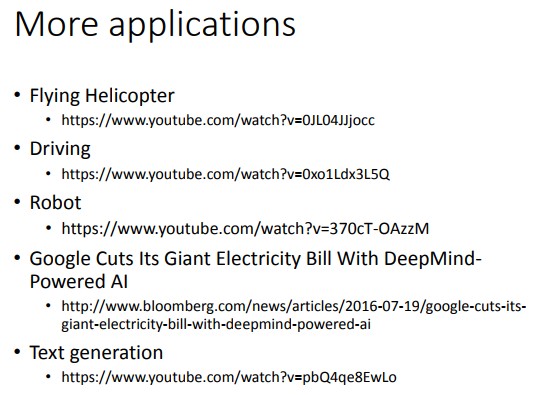 More applications
• Flying Helicopter
• https://www.youtube.com/watch?v=0JL04JJjocc
• Driving
• https://www.youtube.com/watch?v=0xo1Ldx3L5Q
• Robot
• https://www.youtube.com/watch?v=370cT-OAzzM
• Google Cuts Its Giant Electricity Bill With DeepMind-
Powered AI
• http://www.bloomberg.com/news/articles/2016-07-19/google-cuts-its-
giant-electricity-bill-with-deepmind-powered-ai
• Text generation
• https://www.youtube.com/watch?v=pbQ4qe8EwLo